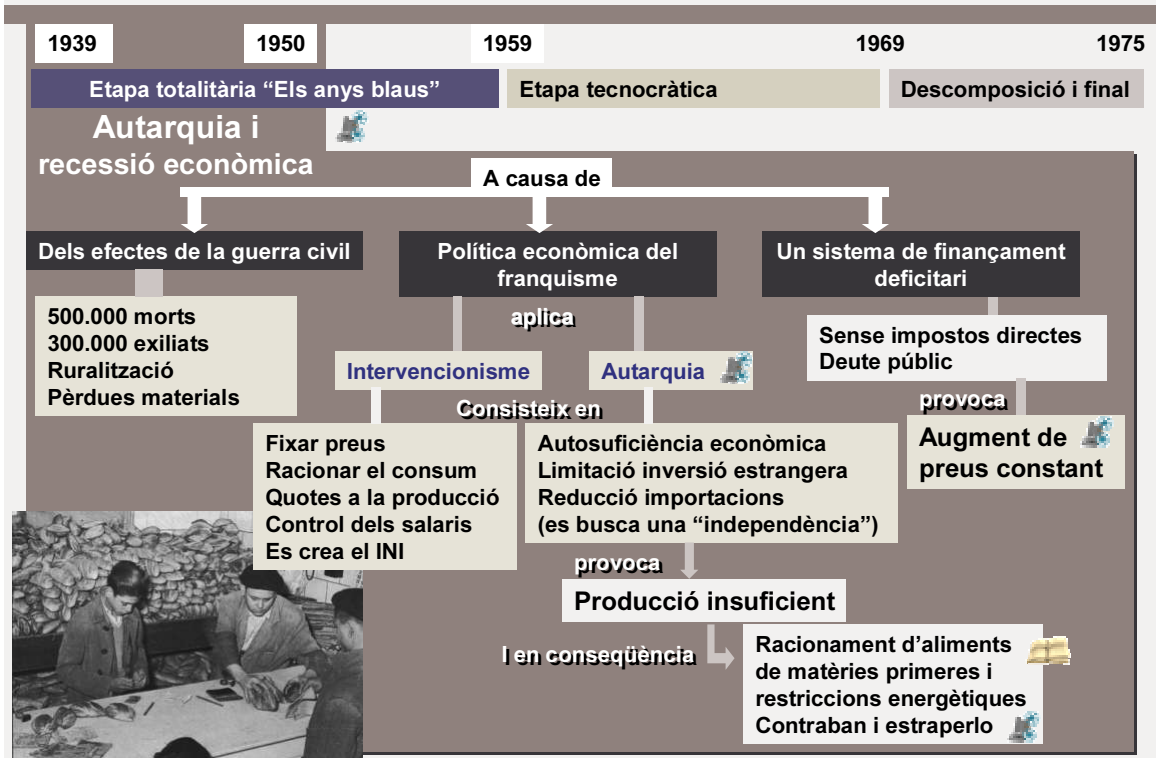 1939
1950
1959
1969
1975
Etapa totalitària “Els anys blaus”
Etapa tecnocràtica
Descomposició i final
Autarquia i
recessió econòmica
A causa de
Dels efectes de la guerra civil
Política econòmica del
franquisme
Un sistema de finançament
deficitari
500.000 morts
300.000 exiliats
Ruralització
Pèrdues materials
aplica
Intervencionisme
Autarquia
Sense impostos directes
Deute públic
provoca
Augment de
preus constant
Consisteix en
Fixar preus
Racionar el consum
Quotes a la producció
Control dels salaris
Es crea el INI
Autosuficiència econòmica
Limitació inversió estrangera
Reducció importacions
(es busca una “independència”)
provoca
Producció insuficient
I en conseqüència
Racionament d’aliments
de matèries primeres i
restriccions energètiques
Contraban i estraperlo